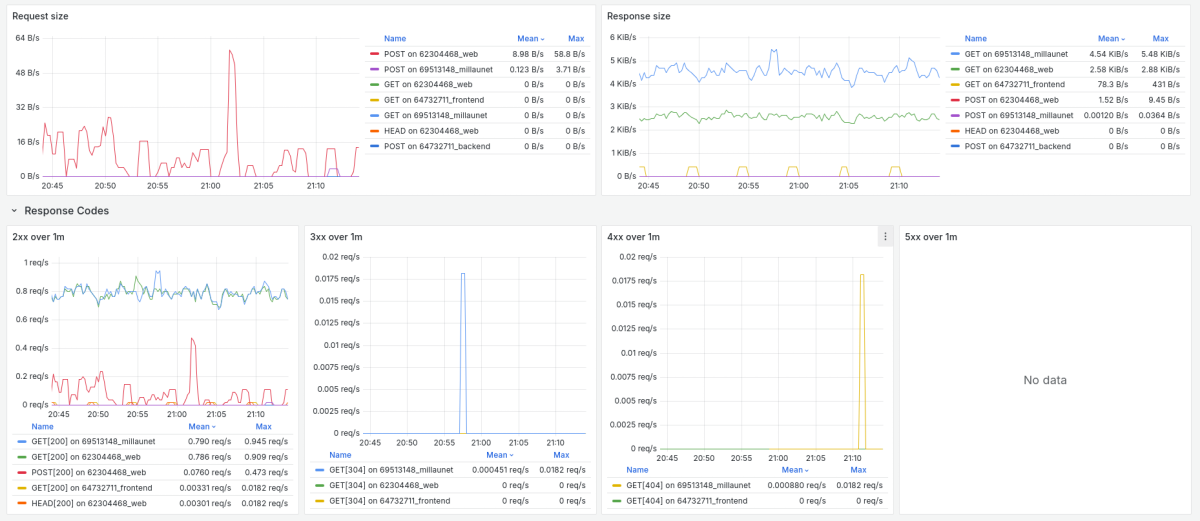 Request size
64 B/s
48 B/s
32 B/s
16 B/s
0 B/s
20:45 20:50 20:55 21:00 21:05 21:10
Name Mean Max
POST on 62304468_web 8.98 B/s 58.8 B/s
POST on 69513148_millaunet 0.123 B/s 3.71 B/s
GET on 62304468_web 0 B/s 0 B/s
GET on 64732711_frontend 0 B/s 0 B/s
GET on 69513148_millaunet 0 B/s 0 B/s
HEAD on 62304468_web 0 B/s 0 B/s
POST on 64732711_backend 0 B/s 0 B/s
Response size
6 KiB/s
5 KiB/s
4 KiB/s
3 KiB/s
2 KiB/s
1 KiB/s
0 B/s
20:45 20:50 20:55 21:00 21:05 21:10
Name Mean Max
GET on 69513148_millaunet 4.54 KiB/s 5.48 KiB/s
GET on 62304468_web 2.58 KiB/s 2.88 KiB/s
GET on 64732711_frontend 78.3 B/s 431 B/s
POST on 62304468_web 1.52 B/s 9.45 B/s
POST on 69513148_millaunet 0.00120 B/s 0.0364 B/s
HEAD on 62304468_web 0 B/s 0 B/s
POST on 64732711_backend 0 B/s 0 B/s
Response Codes
2xx over 1m
1 req/s
0.8 req/s
0.6 req/s
0.4 req/s
0.2 req/s
0 req/s
20:45 20:50 20:55 21:00 21:05 21:10
Name Mean Max
GET[200] on 69513148_millaunet 0.790 req/s 0.945 req/s
GET[200] on 62304468_web 0.786 req/s 0.909 req/s
POST[200] on 62304468_web 0.0760 req/s 0.473 req/s
GET[200] on 64732711_frontend 0.00331 req/s 0.0182 req/s
HEAD[200] on 62304468_web 0.00301 req/s 0.0182 req/s
3xx over 1m
0.02 req/s
0.0175 req/s
0.015 req/s
0.0125 req/s
0.01 req/s
0.0075 req/s
0.005 req/s
0.0025 req/s
0 req/s
20:45 20:50 20:55 21:00 21:05 21:10
Name Mean Max
GET[304] on 69513148_millaunet 0.000451 req/s 0.0182 req/s
GET[304] on 62304468_web 0 req/s 0 req/s
GET[304] on 64732711_frontend 0 req/s 0 req/s
4xx over 1m
0.02 req/s
0.0175 req/s
0.015 req/s
0.0125 req/s
0.01 req/s
0.0075 req/s
0.005 req/s
0.0025 req/s
0 req/s
20:45 20:50 20:55 21:00 21:05 21:10
Name Mean Max
GET[404] on 69513148_millaunet 0.000880 req/s 0.0182 req/s
GET[404] on 64732711_frontend 0 req/s 0 req/s
5xx over 1m
No data